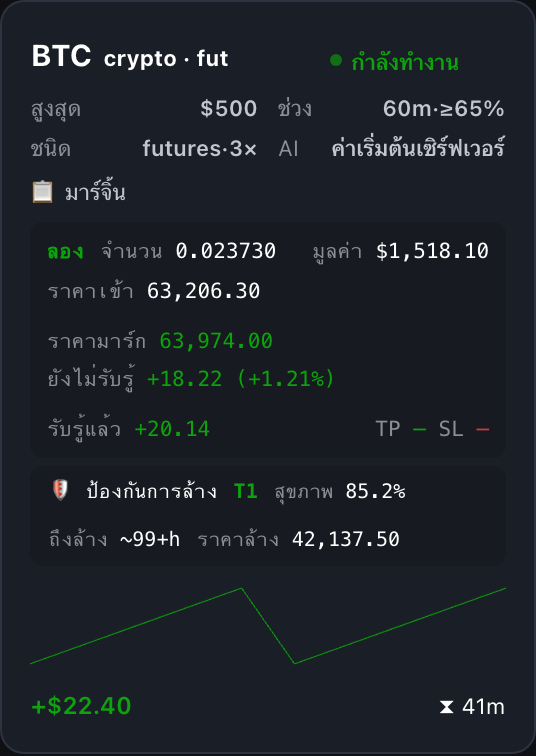 BTC crypto · fut ● กำลังทำงาน
สูงสุด $500 ช่วง 60m·≥65%
ชนิด futures·3× AI ค่าเริ่มต้นเซิร์ฟเวอร์
📋 มาร์จิ้น
ลอง จำนวน 0.023730 มูลค่า $1,518.10
ราคาเข้า 63,206.30
ราคามาร์ก 63,974.00
ยังไม่รับรู้ +18.22 (+1.21%)
รับรู้แล้ว +20.14 TP — SL —
ป้องกันการล้าง T1 สุขภาพ 85.2%
ถึงล้าง ~99+h ราคาล้าง 42,137.50
+$22.40 ⧗ 41m